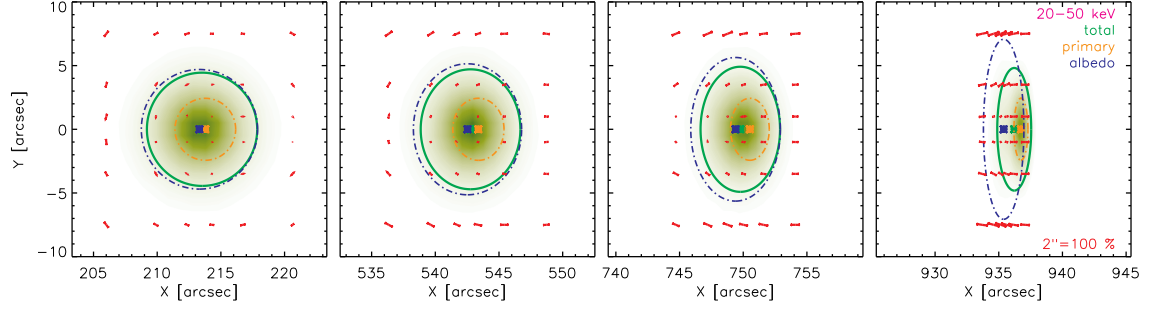 10
5
0
−5
−10
Y [arcsec]
205 210 215 220
X [arcsec]
535 540 545 550
X [arcsec]
740 745 750 755
X [arcsec]
20−50 keV
total
primary
albedo
2''=100 %
930 935 940 945
X [arcsec]